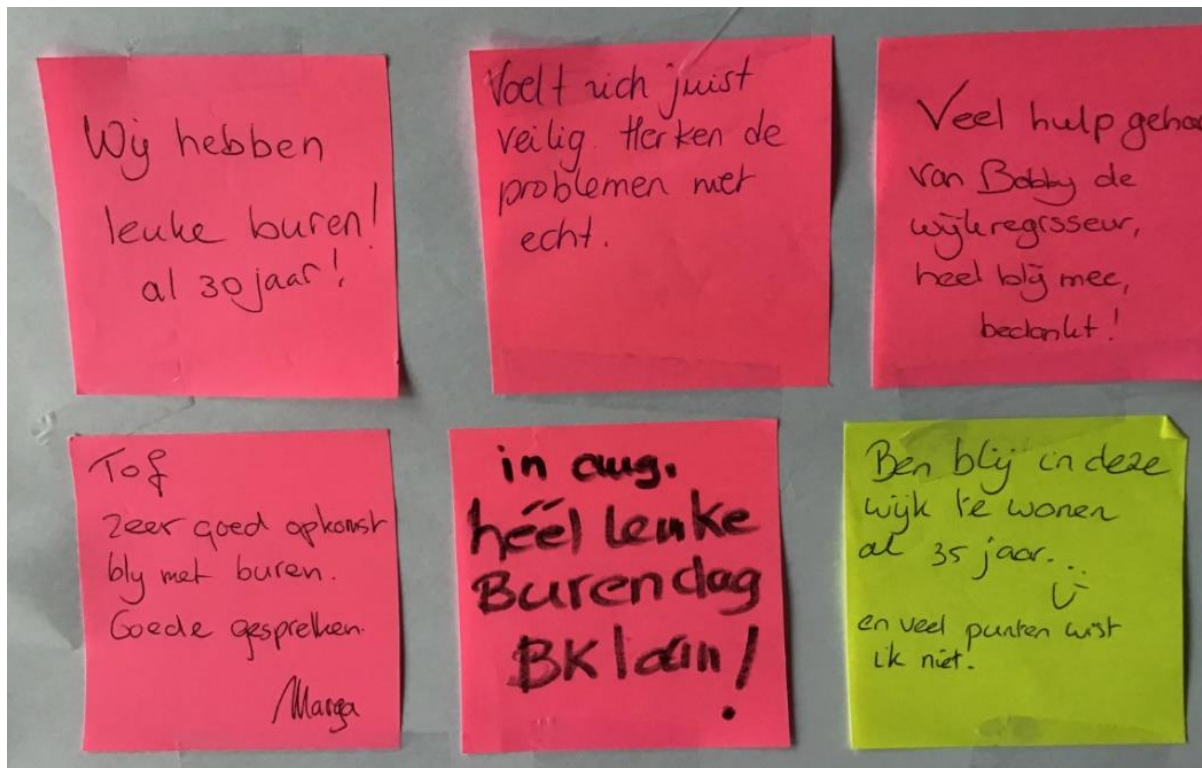 Wij hebben
leuke buren!
al 30 jaar!
Voelt zich juist
veilig. Herken de
problemen niet
echt.
Veel hulp gehad
van Bobby de
wijkregisseur,
heel blij mee,
bedankt!
Tof
Zeer goed opkomst
bly met buren.
Goede gesprekken.
Marga
in aug.
héél leuke
Burendag
BK laan!
Ben blij in deze
wijk te wonen
al 35 jaar...
en veel punten wist
ik niet.